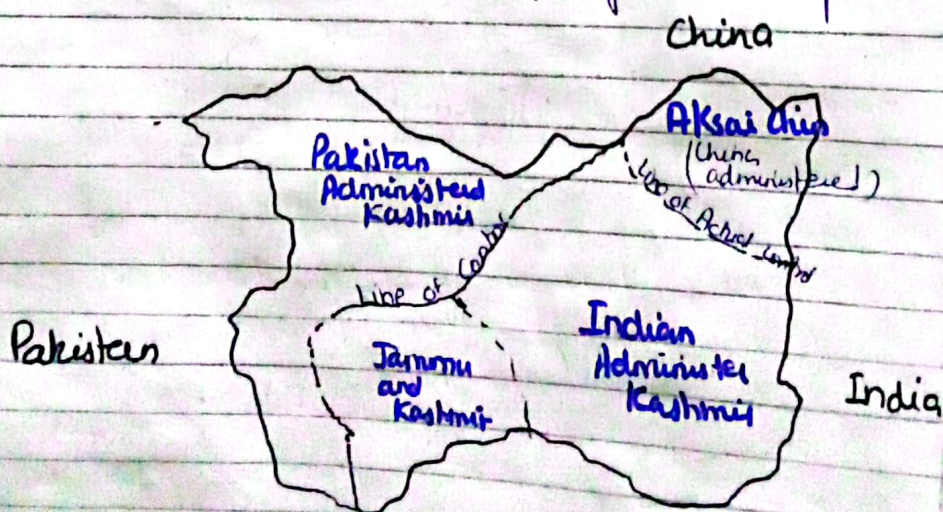 China
Aksai Chin
(China
administered)
Pakistan
Administerd
Kashmir
Line of Actual Control
Line of Control
Pakistan
Jammu
and
Kashmir
Indian
Administer
Kashmir
India